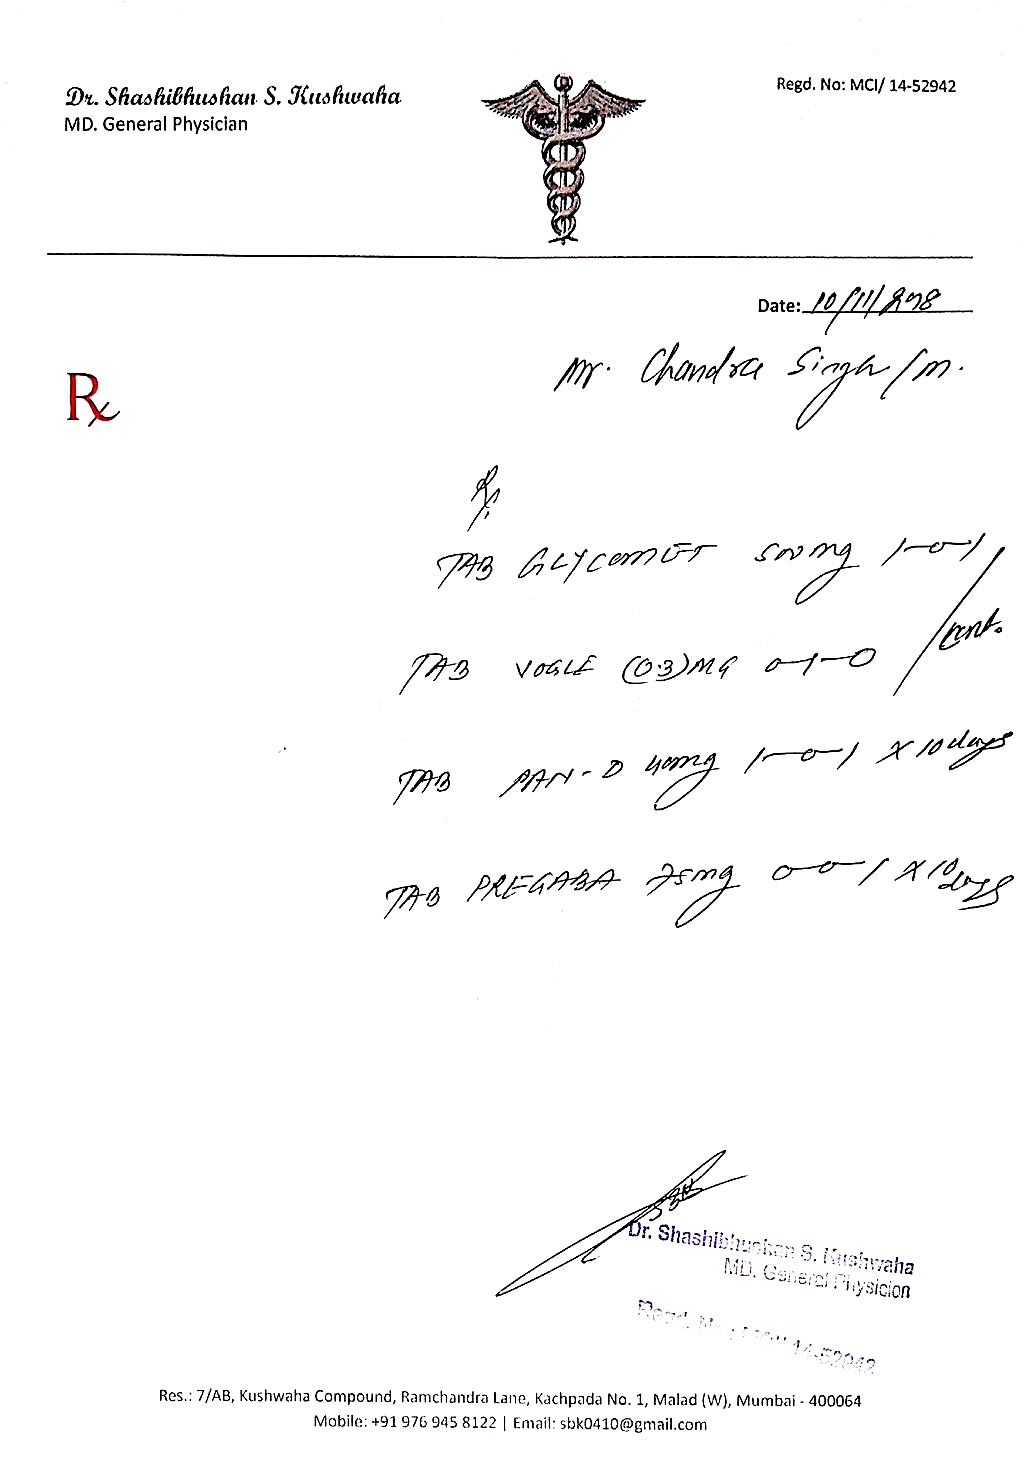 Dr. Shashibhushan S. Kushwaha
MD. General Physician
Regd. No: MCI/ 14-52942
Date: 10/11/2018
Mr. Chandra Singh /M.
Rx
Rx
TAB GLYCOMET 500mg 1-0-1
cont.
TAB VOGLE (0.3)MG 0-1-0
TAB PAN-D 40mg 1-0-1 X 10 days
TAB PREGABA 75mg 0-0-1 X 10 days
Dr. Shashibhushan S. Kushwaha
MD. General Physicion
Regd. No.: MCI/ 14-52942
Res.: 7/AB, Kushwaha Compound, Ramchandra Lane, Kachpada No. 1, Malad (W), Mumbai - 400064
Mobile: +91 976 945 8122 | Email: sbk0410@gmail.com